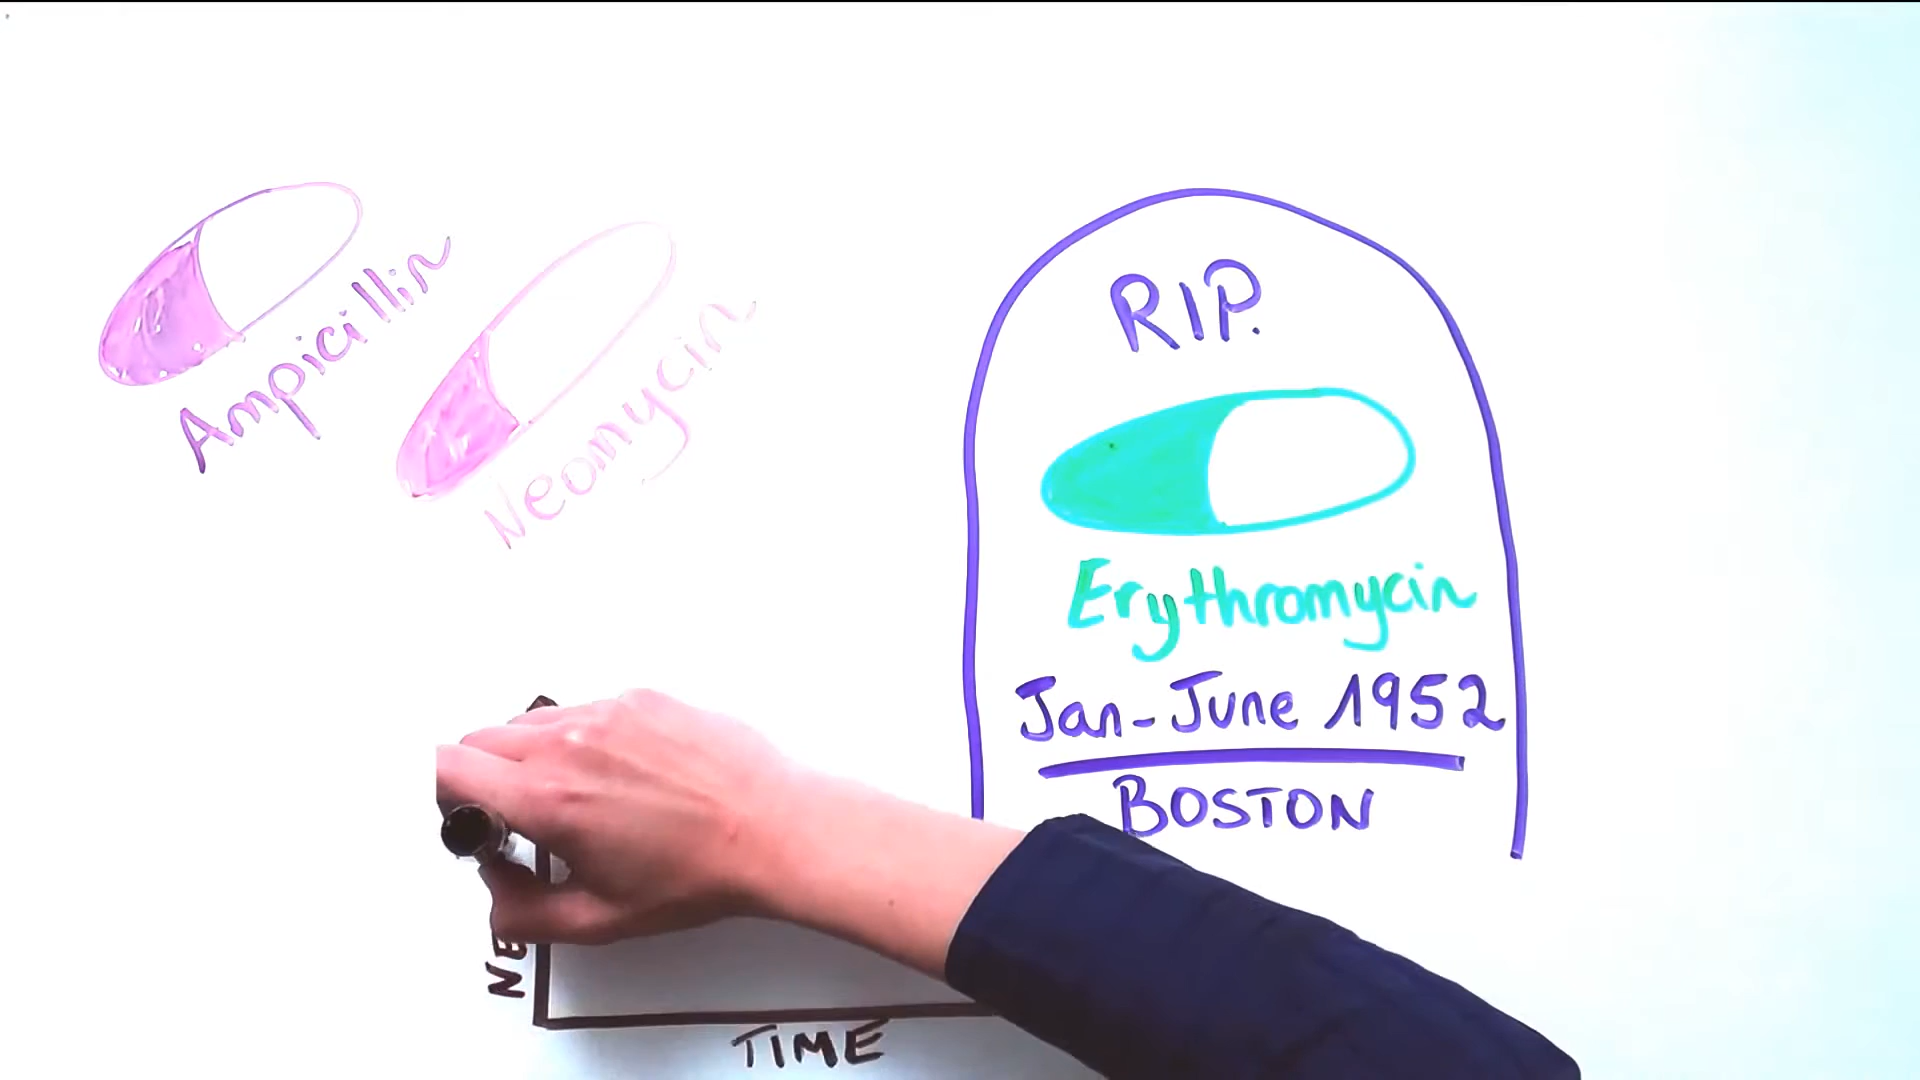 Ampicillin
Neomycin
RIP.
Erythromycin
Jan-June 1952
BOSTON
TIME